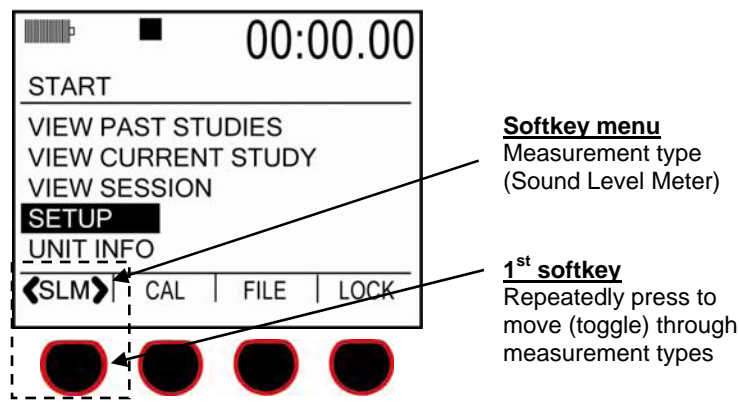 00:00.00
START
VIEW PAST STUDIES
VIEW CURRENT STUDY
VIEW SESSION
SETUP
UNIT INFO
❮SLM❯ | CAL | FILE | LOCK
Softkey menu
Measurement type
(Sound Level Meter)
1st softkey
Repeatedly press to
move (toggle) through
measurement types